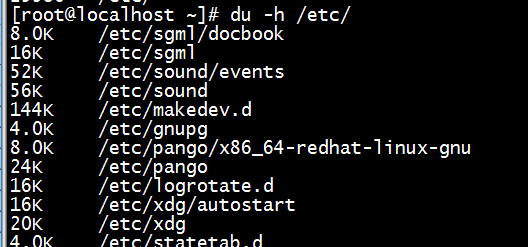 [root@localhost ~]# du -h /etc/
8.0K /etc/sgml/docbook
16K /etc/sgml
52K /etc/sound/events
56K /etc/sound
144K /etc/makedev.d
4.0K /etc/gnupg
8.0K /etc/pango/x86_64-redhat-linux-gnu
24K /etc/pango
16K /etc/logrotate.d
16K /etc/xdg/autostart
20K /etc/xdg
4.0K /etc/statetab.d